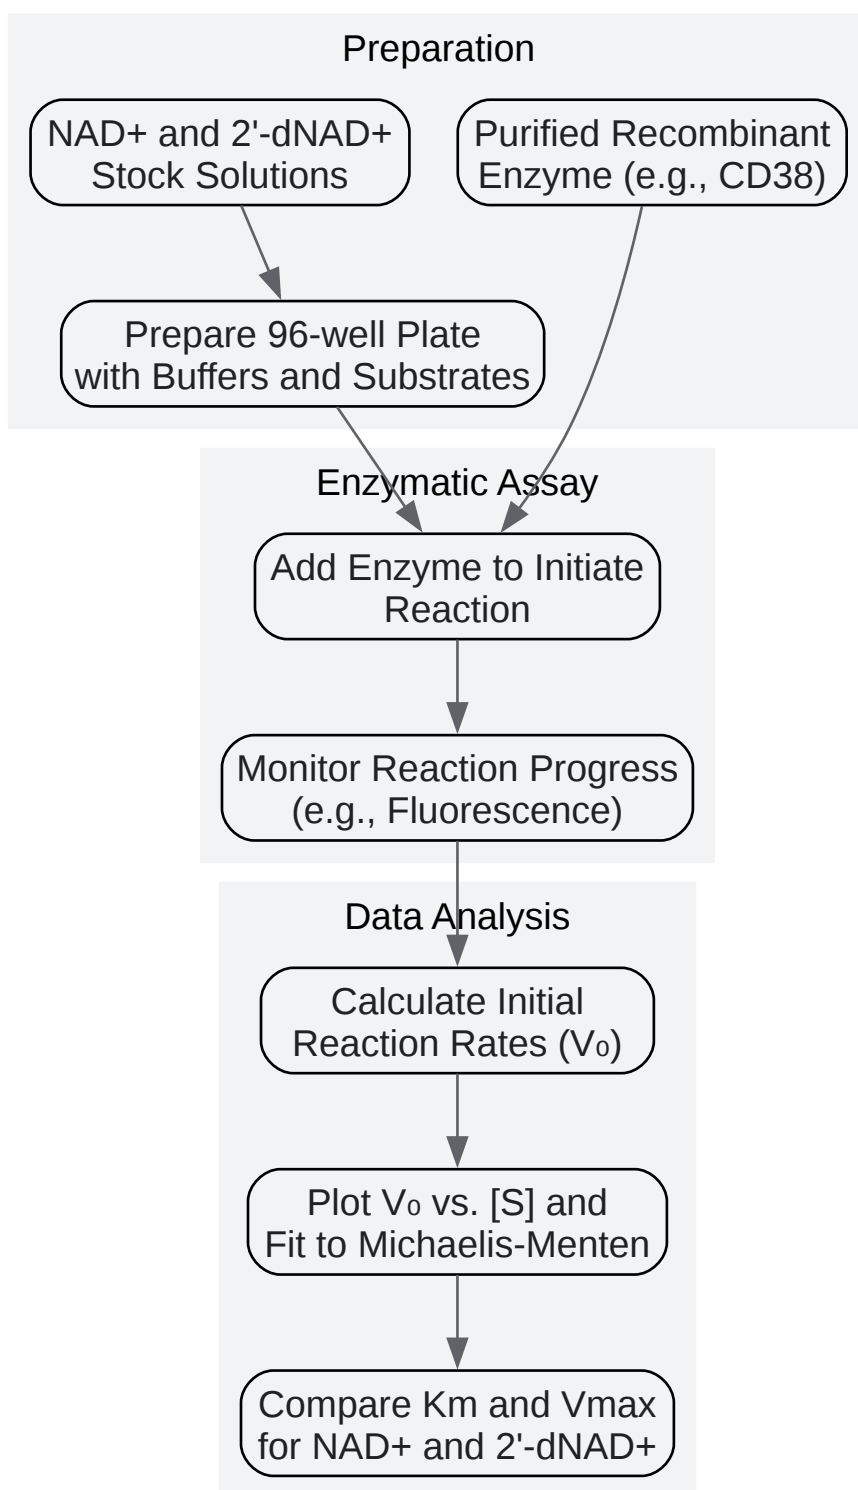 Preparation
NAD+ and 2'-dNAD+
Stock Solutions
Purified Recombinant
Enzyme (e.g., CD38)
Prepare 96-well Plate
with Buffers and Substrates
Enzymatic Assay
Add Enzyme to Initiate
Reaction
Monitor Reaction Progress
(e.g., Fluorescence)
Data Analysis
Calculate Initial
Reaction Rates (V₀)
Plot V₀ vs. [S] and
Fit to Michaelis-Menten
Compare Km and Vmax
for NAD+ and 2'-dNAD+